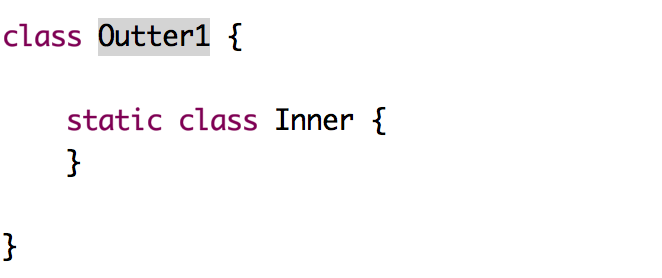 class Outter1 {
static class Inner {
}
}